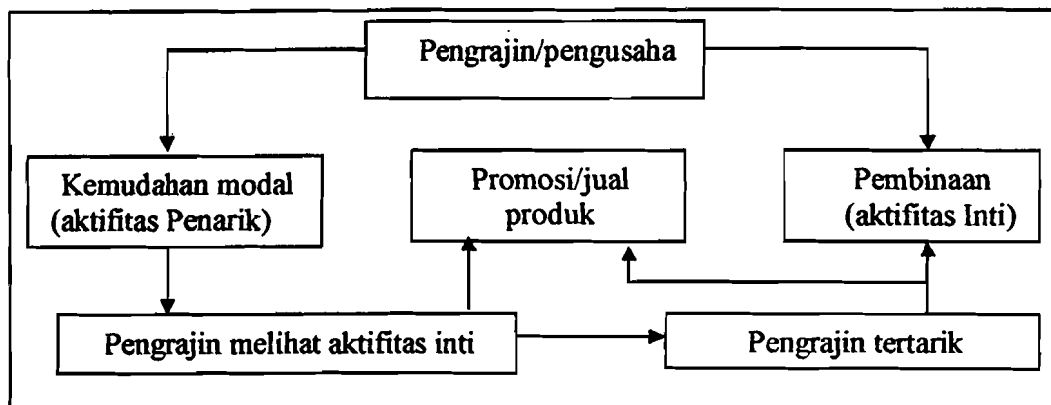 Pengrajin/pengusaha
Kemudahan modal
(aktifitas Penarik)
Promosi/jual
produk
Pembinaan
(aktifitas Inti)
Pengrajin melihat aktifitas inti
Pengrajin tertarik